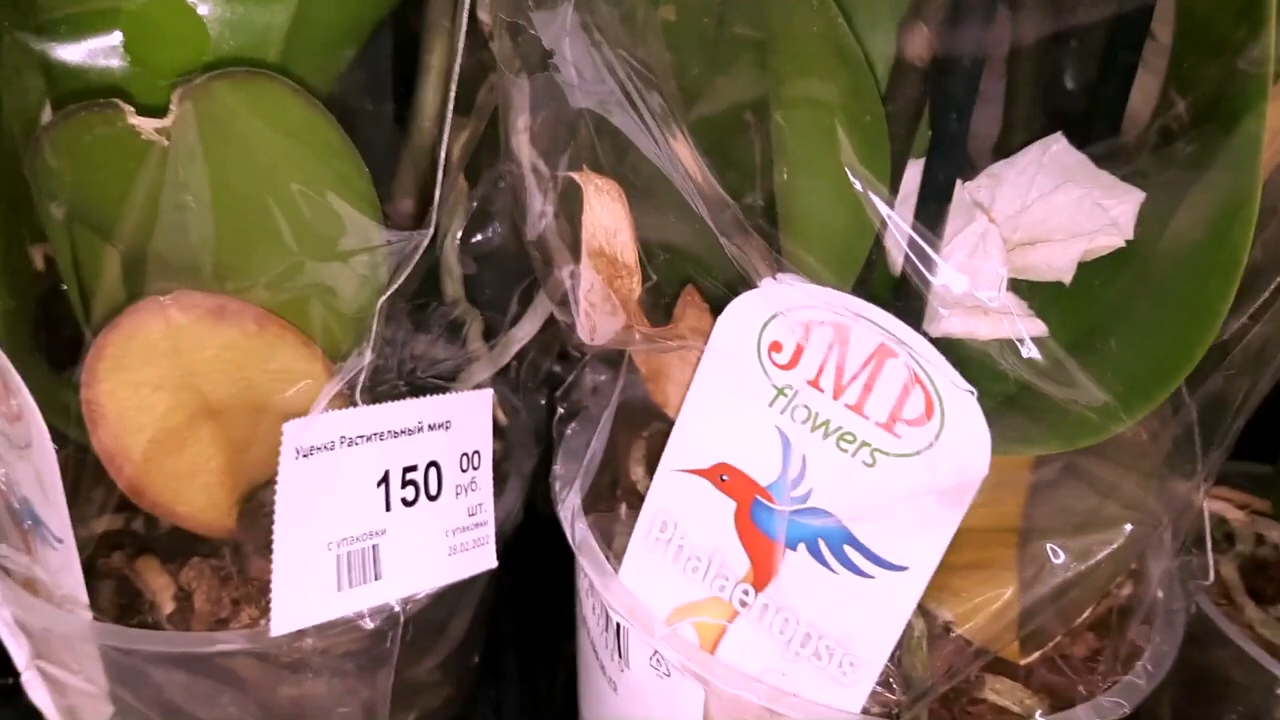 Уценка Растительный мир
150 00
руб.
шт.
с упаковки
с упаковки
28.02.2022
JMP
flowers
Phalaenopsis